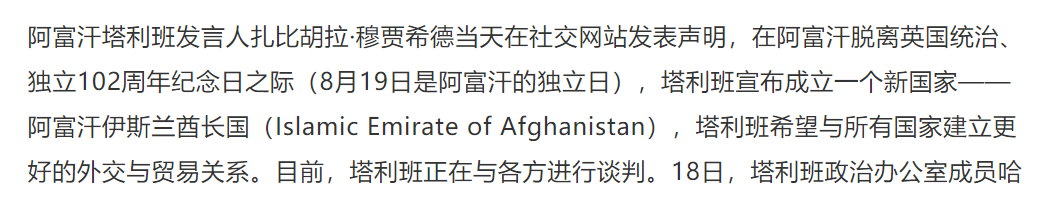 阿富汗塔利班发言人扎比胡拉·穆贾希德当天在社交网站发表声明，在阿富汗脱离英国统治、
独立102周年纪念日之际（8月19日是阿富汗的独立日），塔利班宣布成立一个新国家——
阿富汗伊斯兰酋长国（Islamic Emirate of Afghanistan），塔利班希望与所有国家建立更
好的外交与贸易关系。目前，塔利班正在与各方进行谈判。18日，塔利班政治办公室成员哈